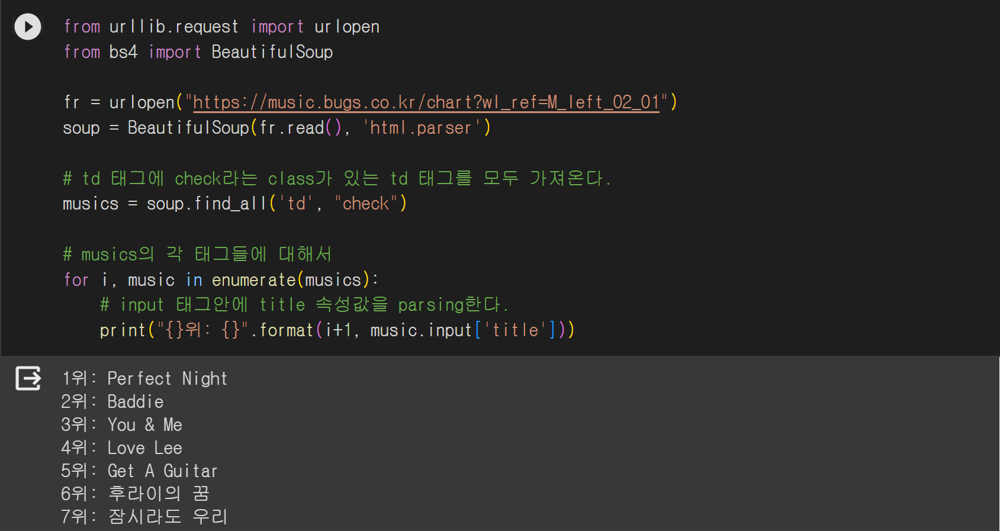 from urllib.request import urlopen
from bs4 import BeautifulSoup
fr = urlopen("https://music.bugs.co.kr/chart?wl_ref=M_left_02_01")
soup = BeautifulSoup(fr.read(), 'html.parser')
# td 태그에 check라는 class가 있는 td 태그를 모두 가져온다.
musics = soup.find_all('td', "check")
# musics의 각 태그들에 대해서
for i, music in enumerate(musics):
    # input 태그안에 title 속성값을 parsing한다.
    print("{}위: {}".format(i+1, music.input['title']))
1위: Perfect Night
2위: Baddie
3위: You & Me
4위: Love Lee
5위: Get A Guitar
6위: 후라이의 꿈
7위: 잠시라도 우리